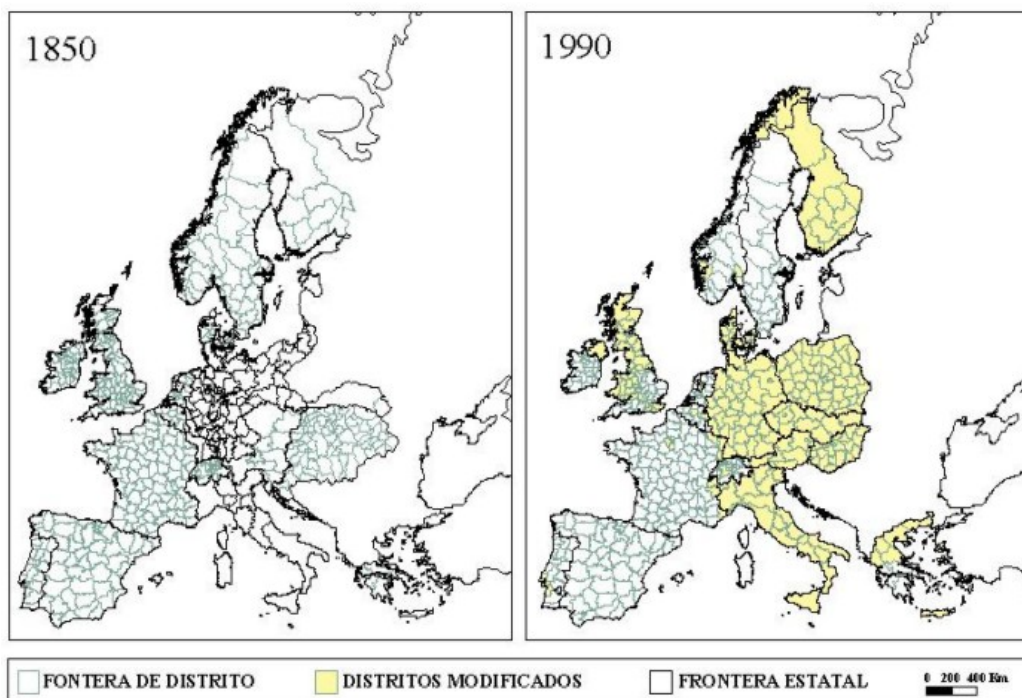 1850
1990
FONTERA DE DISTRITO
DISTRITOS MODIFICADOS
FRONTERA ESTATAL
0 200 400 Km.